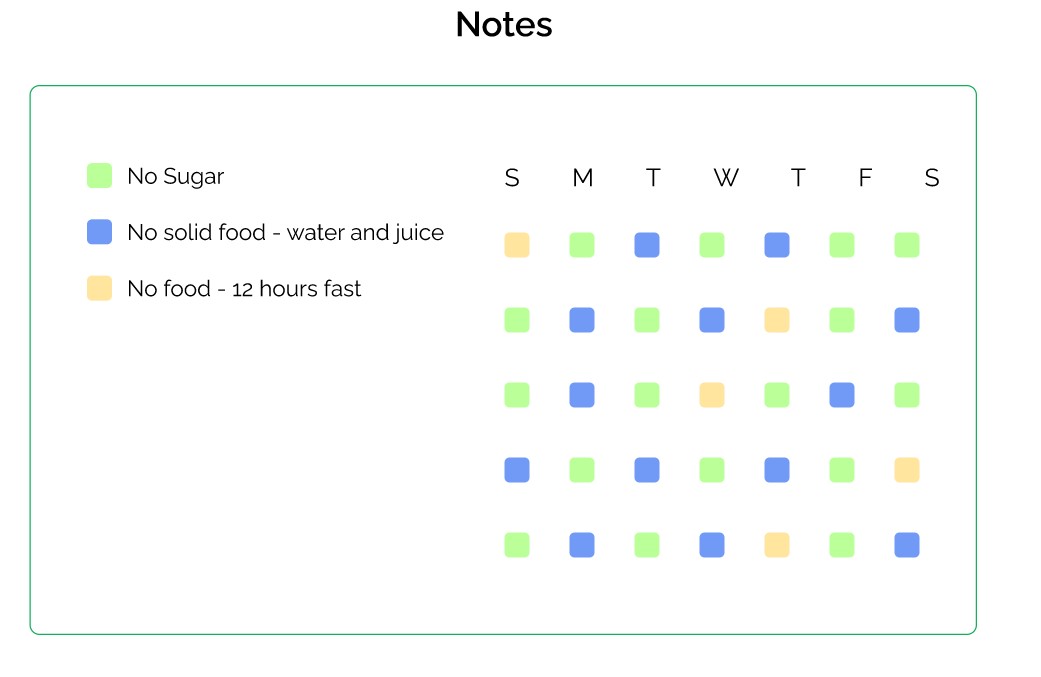 Notes
No Sugar
No solid food - water and juice
No food - 12 hours fast
S M T W T F S